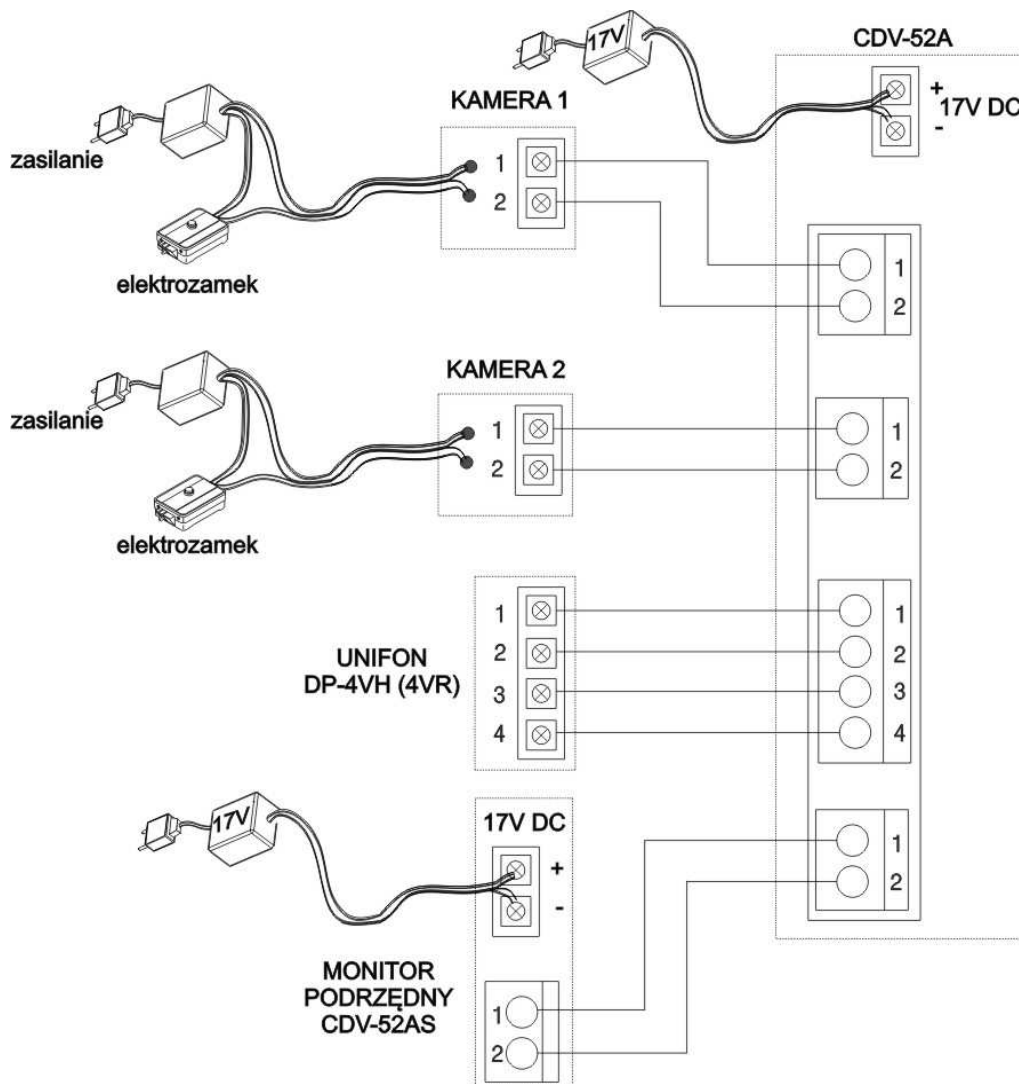 17V
CDV-52A
+
17V DC
-
KAMERA 1
zasilanie
1
2
elektrozamek
1
2
KAMERA 2
zasilanie
1
2
elektrozamek
1
2
UNIFON
DP-4VH (4VR)
1
2
3
4
1
2
3
4
17V
17V DC
+
-
1
2
MONITOR
PODRZĘDNY
CDV-52AS
1
2